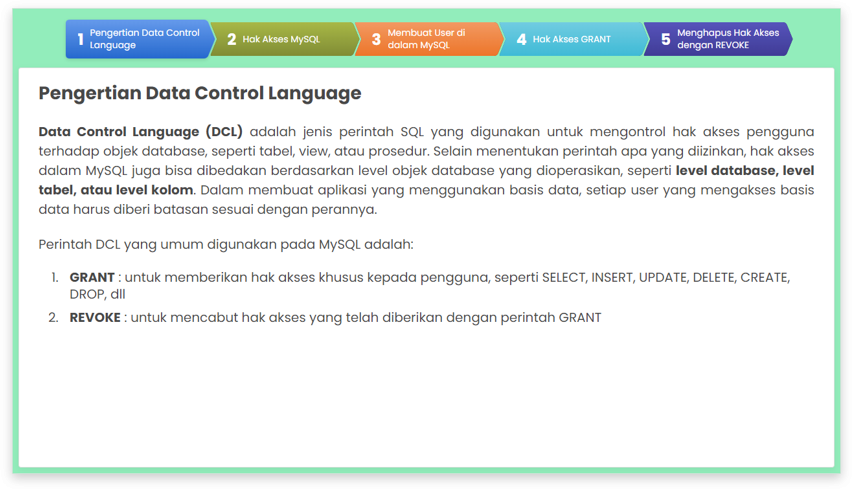 1 Pengertian Data Control
Language
2 Hak Akses MySQL
3 Membuat User di
dalam MySQL
4 Hak Akses GRANT
5 Menghapus Hak Akses
dengan REVOKE
Pengertian Data Control Language
Data Control Language (DCL) adalah jenis perintah SQL yang digunakan untuk mengontrol hak akses pengguna
terhadap objek database, seperti tabel, view, atau prosedur. Selain menentukan perintah apa yang diizinkan, hak akses
dalam MySQL juga bisa dibedakan berdasarkan level objek database yang dioperasikan, seperti level database, level
tabel, atau level kolom. Dalam membuat aplikasi yang menggunakan basis data, setiap user yang mengakses basis
data harus diberi batasan sesuai dengan perannya.
Perintah DCL yang umum digunakan pada MySQL adalah:
1. GRANT : untuk memberikan hak akses khusus kepada pengguna, seperti SELECT, INSERT, UPDATE, DELETE, CREATE,
DROP, dll
2. REVOKE : untuk mencabut hak akses yang telah diberikan dengan perintah GRANT